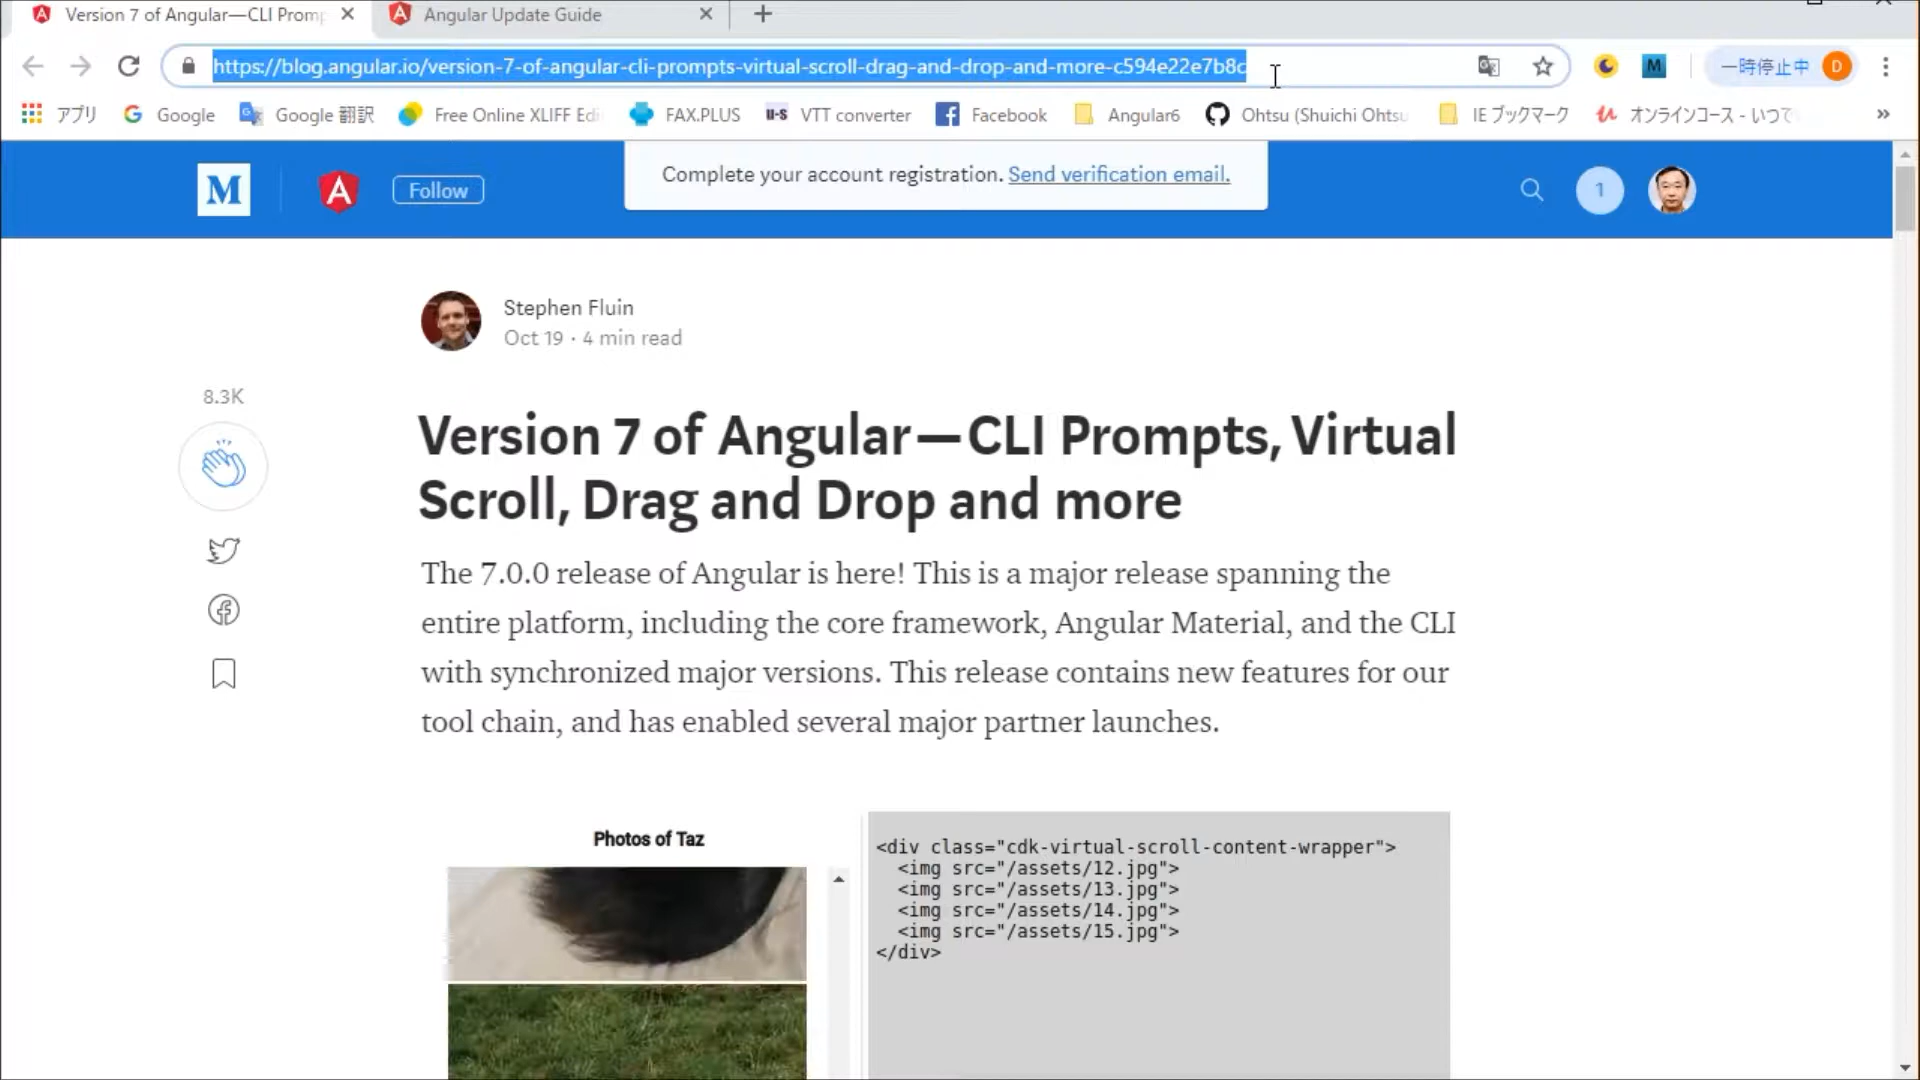 Version 7 of Angular—CLI Promp
Angular Update Guide
https://blog.angular.io/version-7-of-angular-cli-prompts-virtual-scroll-drag-and-drop-and-more-c594e22e7b8c
M
一時停止中
D
アプリ
Google
Google 翻訳
Free Online XLIFF Edi
FAX.PLUS
U-S
VTT converter
Facebook
Angular6
Ohtsu (Shuichi Ohtsu
IE ブックマーク
オンラインコース - いつで
»
M
A
Follow
Complete your account registration. Send verification email.
1
Stephen Fluin
Oct 19 · 4 min read
8.3K
Version 7 of Angular—CLI Prompts, Virtual
Scroll, Drag and Drop and more
The 7.0.0 release of Angular is here! This is a major release spanning the
entire platform, including the core framework, Angular Material, and the CLI
with synchronized major versions. This release contains new features for our
tool chain, and has enabled several major partner launches.
Photos of Taz
<div class="cdk-virtual-scroll-content-wrapper">
<img src="/assets/12.jpg">
<img src="/assets/13.jpg">
<img src="/assets/14.jpg">
<img src="/assets/15.jpg">
</div>